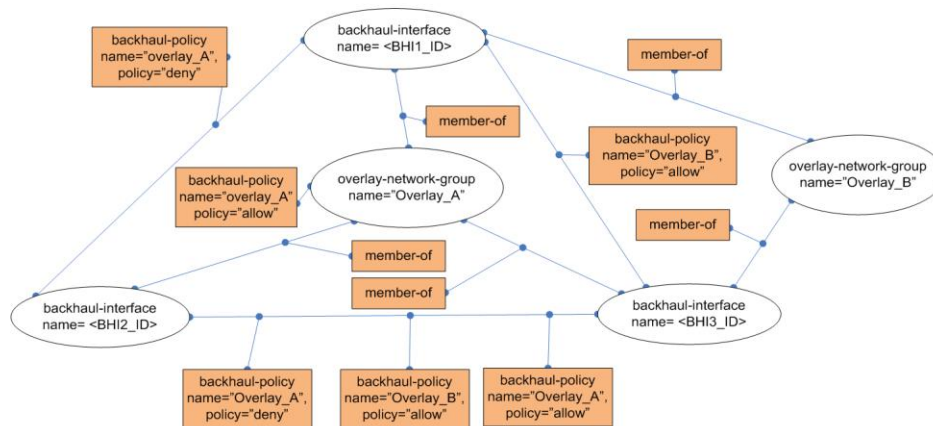 backhaul-interface
name= <BHI1_ID>
backhaul-policy
name="overlay_A",
policy="deny"
member-of
member-of
backhaul-policy
name="Overlay_B",
policy="allow"
overlay-network-group
name="Overlay_B"
overlay-network-group
name="Overlay_A"
backhaul-policy
name="overlay_A"
policy="allow"
member-of
member-of
member-of
backhaul-interface
name= <BHI2_ID>
backhaul-interface
name= <BHI3_ID>
backhaul-policy
name="Overlay_A",
policy="deny"
backhaul-policy
name="Overlay_B",
policy="allow"
backhaul-policy
name="Overlay_A",
policy="allow"